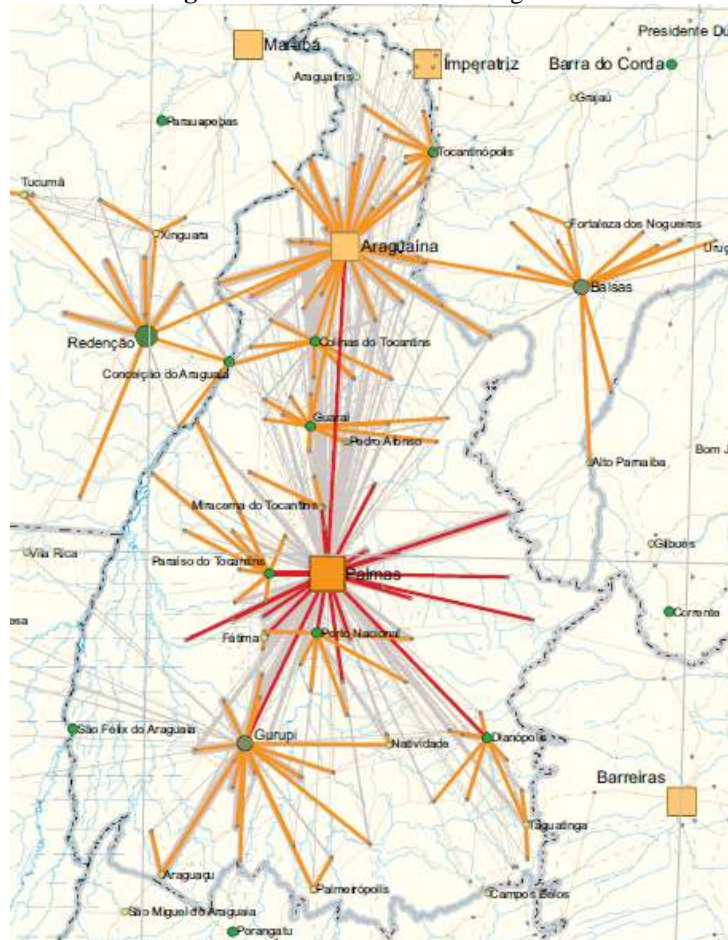 Presidente Du
Marabá
Imperatriz
Barra do Corda
Araguatins
Grajaú
Parauapebas
Tocantinópolis
Tucumã
Xinguara
Fortaleza dos Nogueiras
Araguaína
Uruç
Balsas
Redenção
Colinas do Tocantins
Conceição do Araguaia
Guaraí
Pedro Afonso
Alto Parnaíba
Bom J
Miracema do Tocantins
Gilbués
Vila Rica
Paraíso do Tocantins
Palmas
Corrente
Fátima
Porto Nacional
São Félix do Araguaia
Gurupi
Natividade
Dianópolis
Barreiras
Taguatinga
Araguaçu
Palmeirópolis
Campos Belos
São Miguel do Araguaia
Porangatu